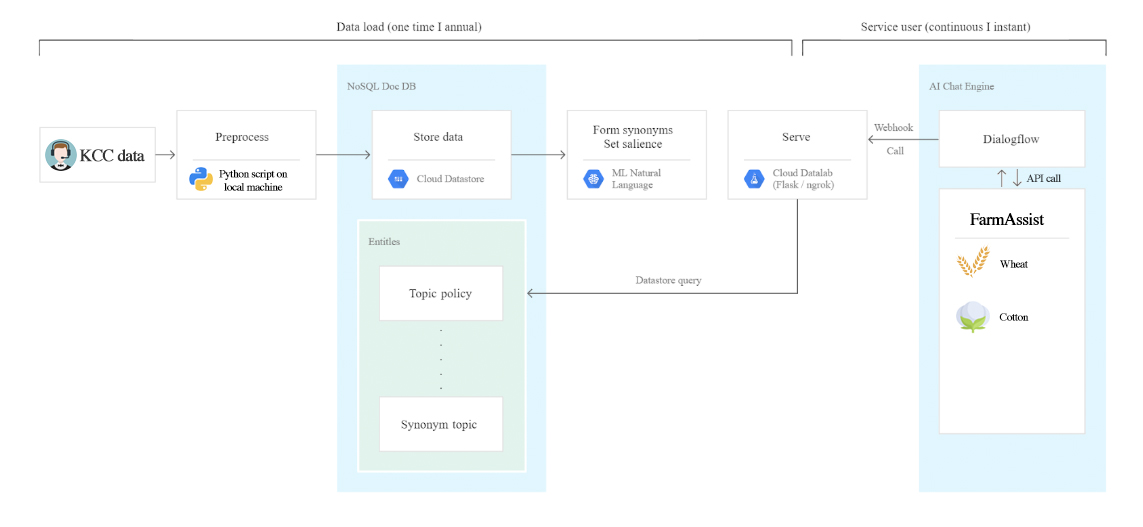 Data load (one time I annual)
Service user (continuous I instant)
NoSQL Doc DB
AI Chat Engine
KCC data
Preprocess
Python script on
local machine
Store data
Cloud Datastore
Form synonyms
Set salience
ML Natural
Language
Serve
Cloud Datalab
(Flask / ngrok)
Webhook
Call
Dialogflow
API call
FarmAssist
Wheat
Cotton
Entitles
Topic policy
Datastore query
Synonym topic